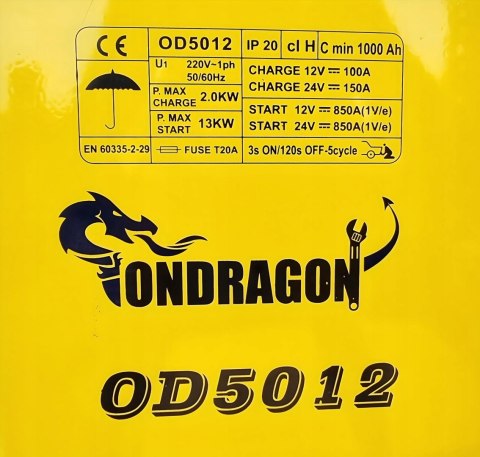 CE OD5012 IP 20 cl H C min 1000 Ah
U1 220V~1ph
50/60Hz
CHARGE 12V⎓100A
CHARGE 24V⎓150A
P. MAX
CHARGE 2.0KW
P. MAX
START 13KW
START 12V⎓850A(1V/e)
START 24V⎓850A(1V/e)
EN 60335-2-29 FUSE T20A 3s ON/120s OFF-5cycle
TONDRAGON
OD5012